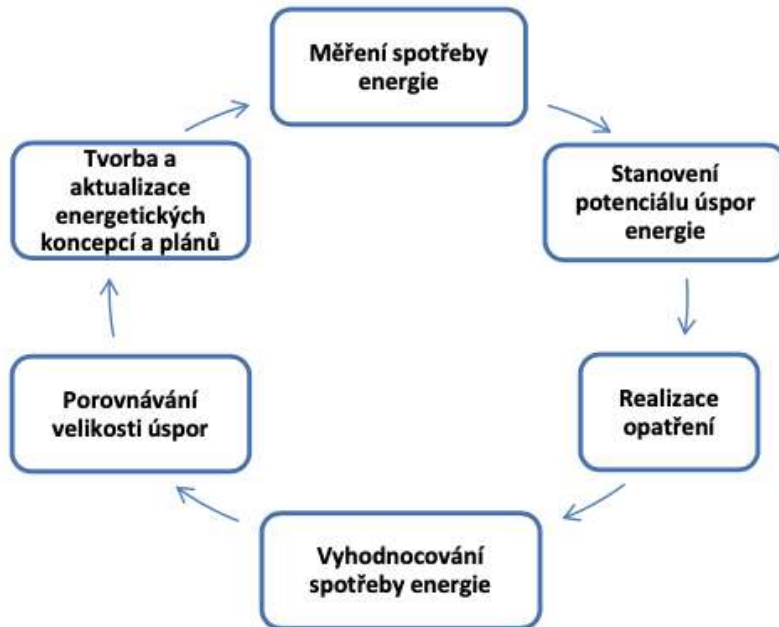 Měření spotřeby
energie
Stanovení
potenciálu úspor
energie
Realizace
opatření
Vyhodnocování
spotřeby energie
Porovnávání
velikosti úspor
Tvorba a
aktualizace
energetických
koncepcí a plánů